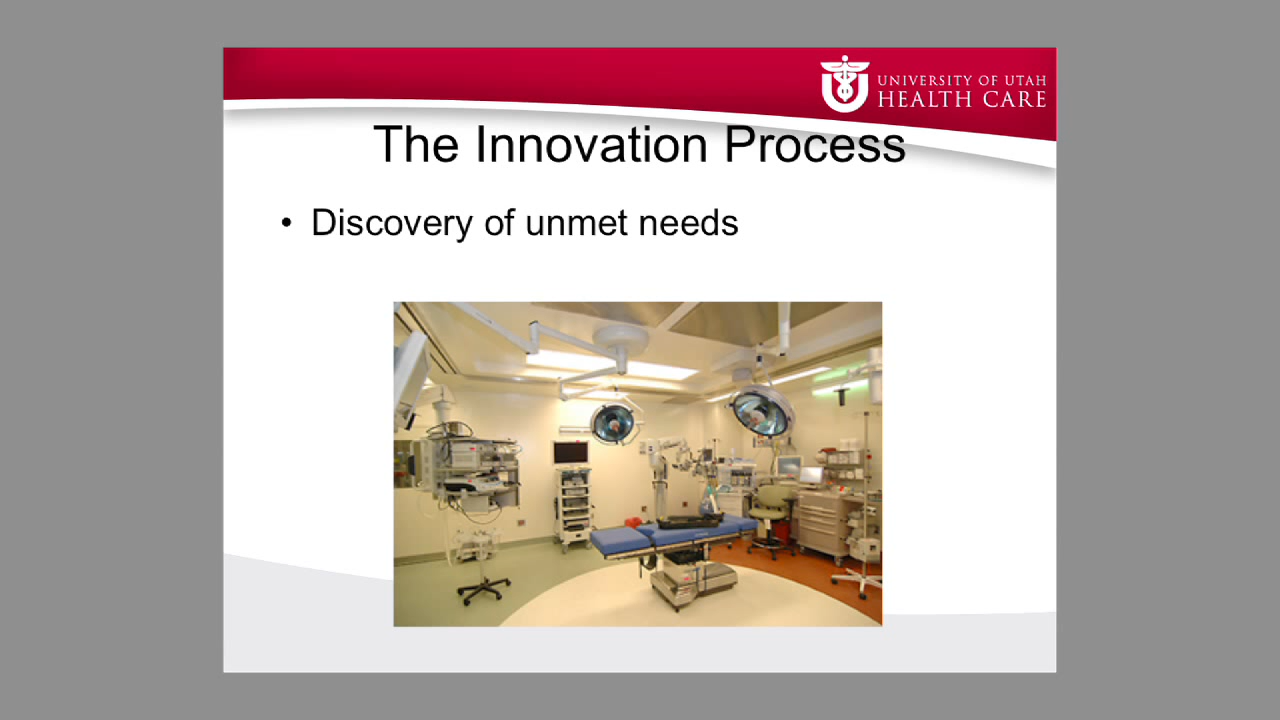 UNIVERSITY OF UTAH
HEALTH CARE
The Innovation Process
• Discovery of unmet needs